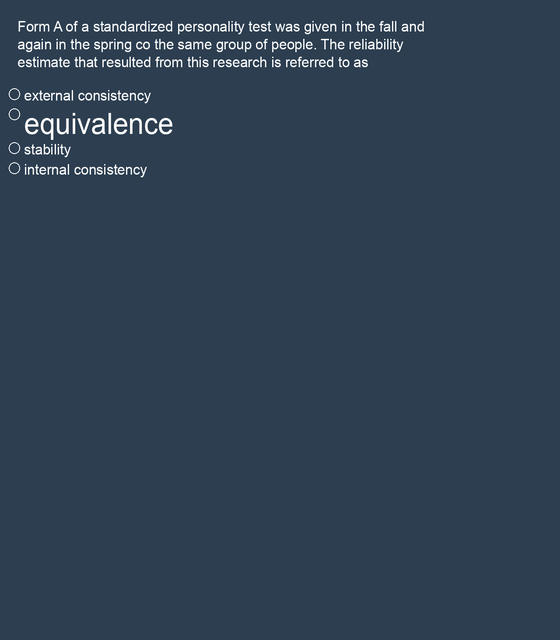 Form A of a standardized personality test was given in the fall and
again in the spring co the same group of people. The reliability
estimate that resulted from this research is referred to as
external consistency
equivalence
stability
internal consistency